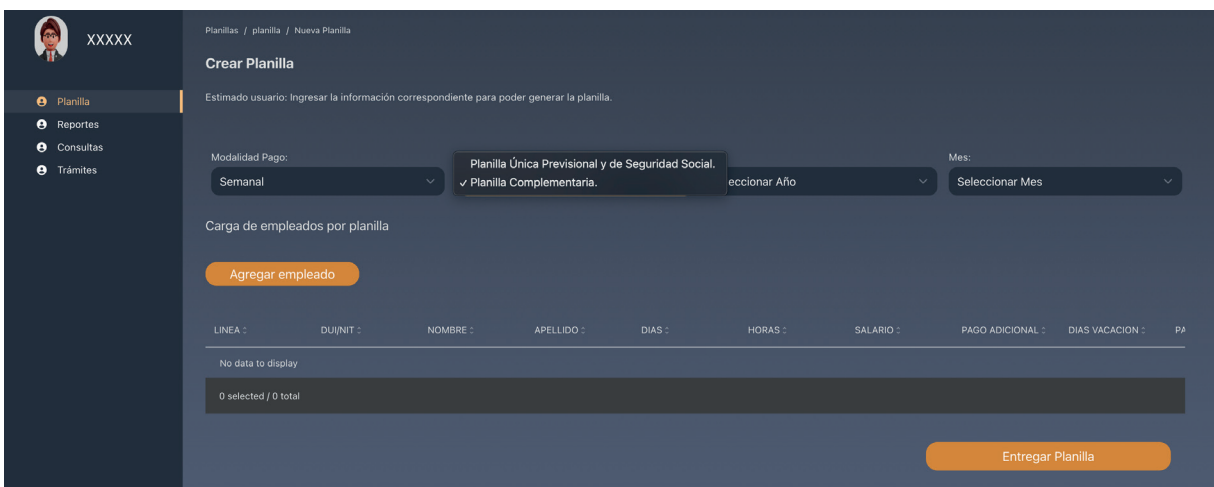 XXXXX
Planilla
Reportes
Consultas
Trámites
Planillas / planilla / Nueva Planilla
Crear Planilla
Estimado usuario: Ingresar la información correspondiente para poder generar la planilla.
Modalidad Pago:
Semanal
Planilla Única Previsional y de Seguridad Social.
✓ Planilla Complementaria.
eccionar Año
Mes:
Seleccionar Mes
Carga de empleados por planilla
Agregar empleado
LINEA DUI/NIT NOMBRE APELLIDO DIAS HORAS SALARIO PAGO ADICIONAL DIAS VACACION PA
No data to display
0 selected / 0 total
Entregar Planilla